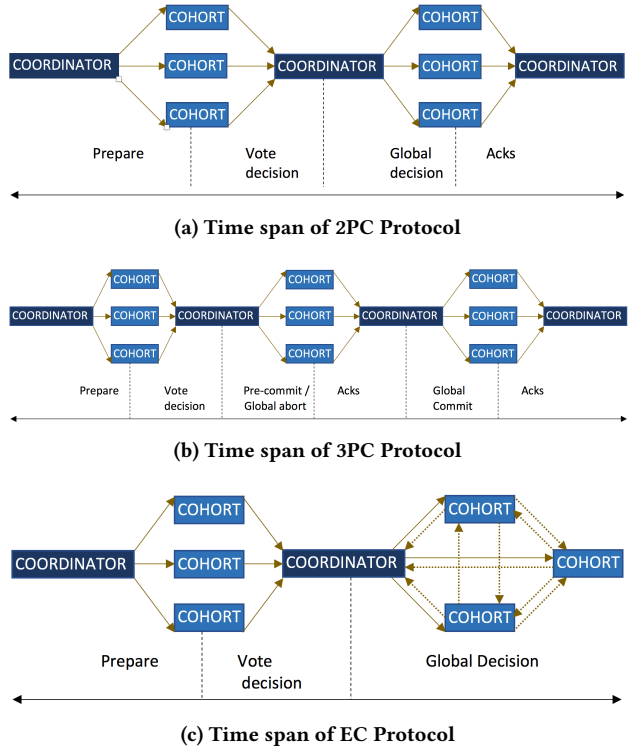 COHORT COHORT
COORDINATOR COHORT COORDINATOR COHORT COORDINATOR
COHORT COHORT
Prepare Vote Global Acks
decision decision
(a) Time span of 2PC Protocol
COHORT COHORT COHORT
COORDINATOR COHORT COORDINATOR COHORT COORDINATOR COHORT COORDINATOR
COHORT COHORT COHORT
Prepare Vote Pre-commit / Acks Global Acks
decision Global abort Commit
(b) Time span of 3PC Protocol
COHORT COHORT
COORDINATOR COHORT COORDINATOR COHORT
COHORT COHORT
Prepare Vote Global Decision
decision
(c) Time span of EC Protocol